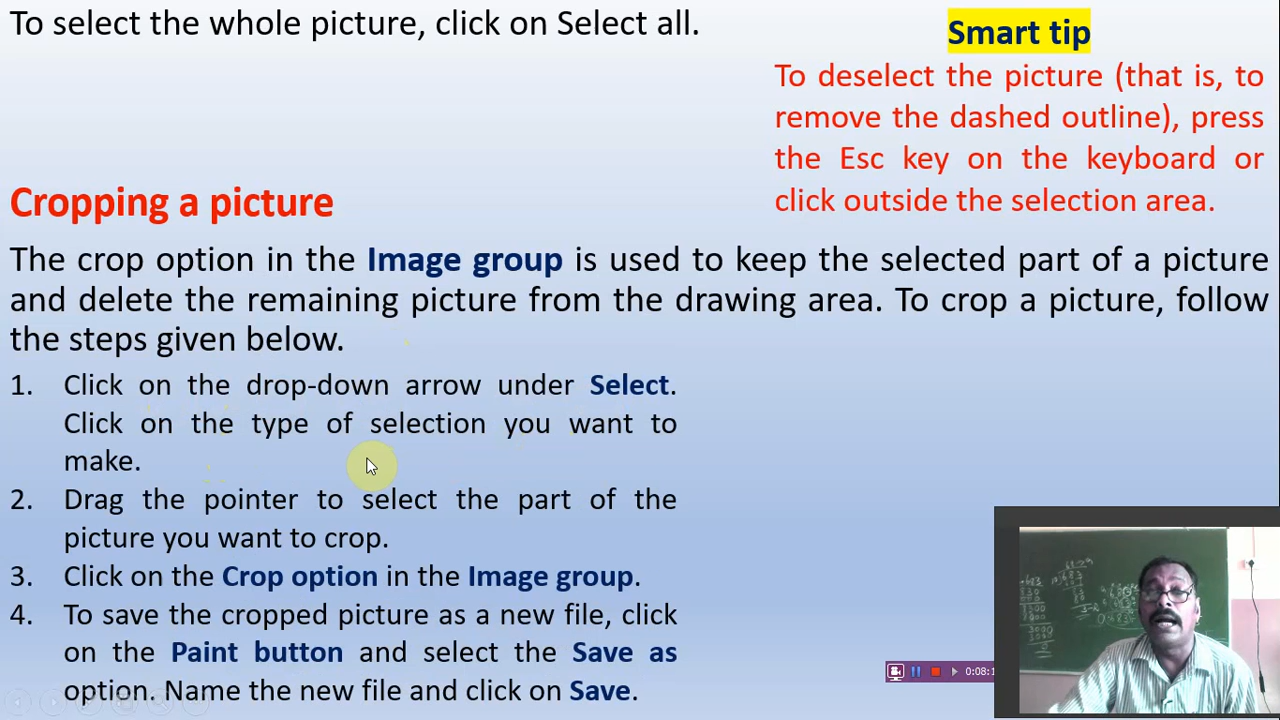 To select the whole picture, click on Select all.
Smart tip
To deselect the picture (that is, to
remove the dashed outline), press
the Esc key on the keyboard or
click outside the selection area.
Cropping a picture
The crop option in the Image group is used to keep the selected part of a picture
and delete the remaining picture from the drawing area. To crop a picture, follow
the steps given below.
1. Click on the drop-down arrow under Select.
Click on the type of selection you want to
make.
2. Drag the pointer to select the part of the
picture you want to crop.
3. Click on the Crop option in the Image group.
4. To save the cropped picture as a new file, click
on the Paint button and select the Save as
option. Name the new file and click on Save.